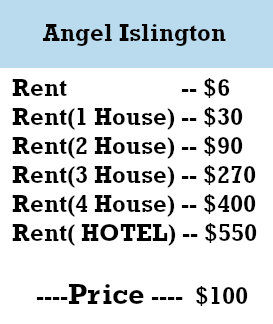 Angel Islington
Rent -- $6
Rent(1 House) -- $30
Rent(2 House) -- $90
Rent(3 House) -- $270
Rent(4 House) -- $400
Rent( HOTEL) -- $550
----Price ---- $100